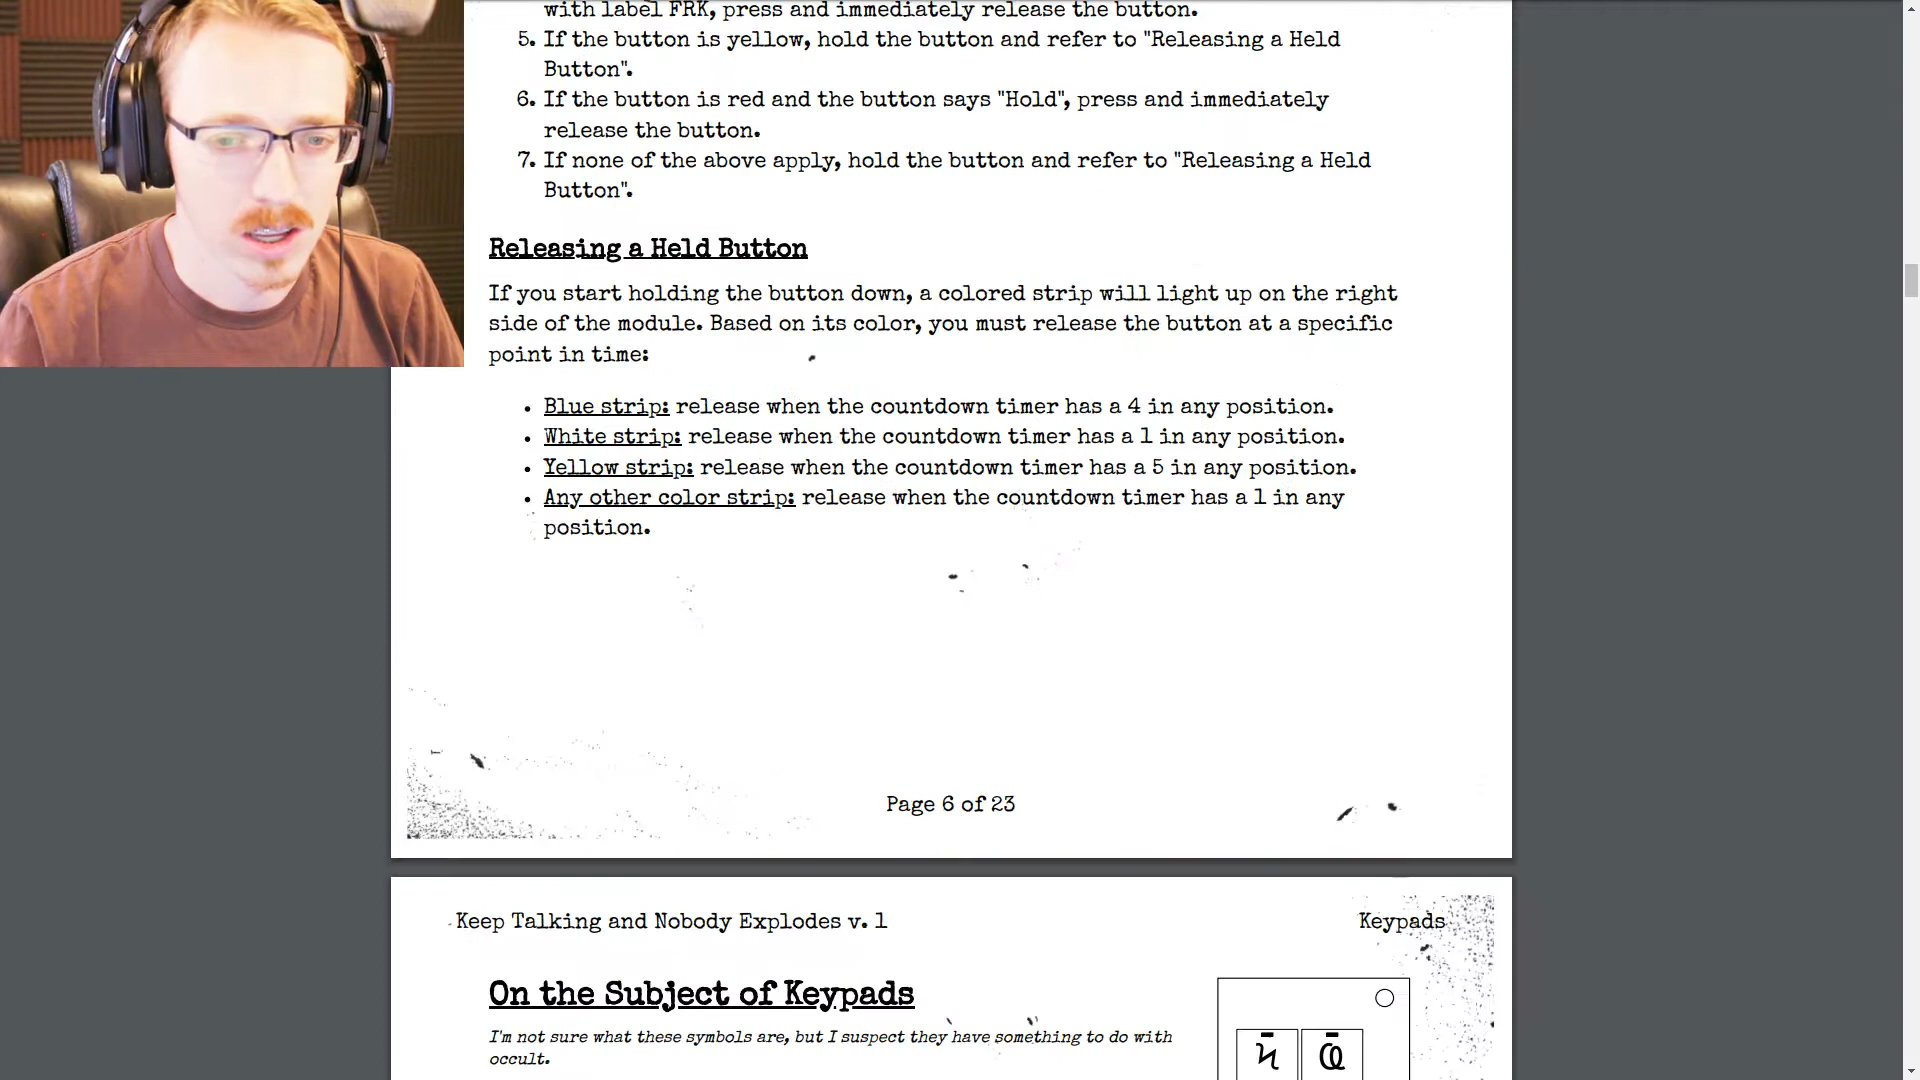 with label FRK, press and immediately release the button.
5. If the button is yellow, hold the button and refer to "Releasing a Held
Button".
6. If the button is red and the button says "Hold", press and immediately
release the button.
7. If none of the above apply, hold the button and refer to "Releasing a Held
Button".
Releasing a Held Button
If you start holding the button down, a colored strip will light up on the right
side of the module. Based on its color, you must release the button at a specific
point in time:
• Blue strip: release when the countdown timer has a 4 in any position.
• White strip: release when the countdown timer has a 1 in any position.
• Yellow strip: release when the countdown timer has a 5 in any position.
• Any other color strip: release when the countdown timer has a 1 in any
position.
Page 6 of 23
Keep Talking and Nobody Explodes v. 1
Keypads
On the Subject of Keypads
I'm not sure what these symbols are, but I suspect they have something to do with
occult.